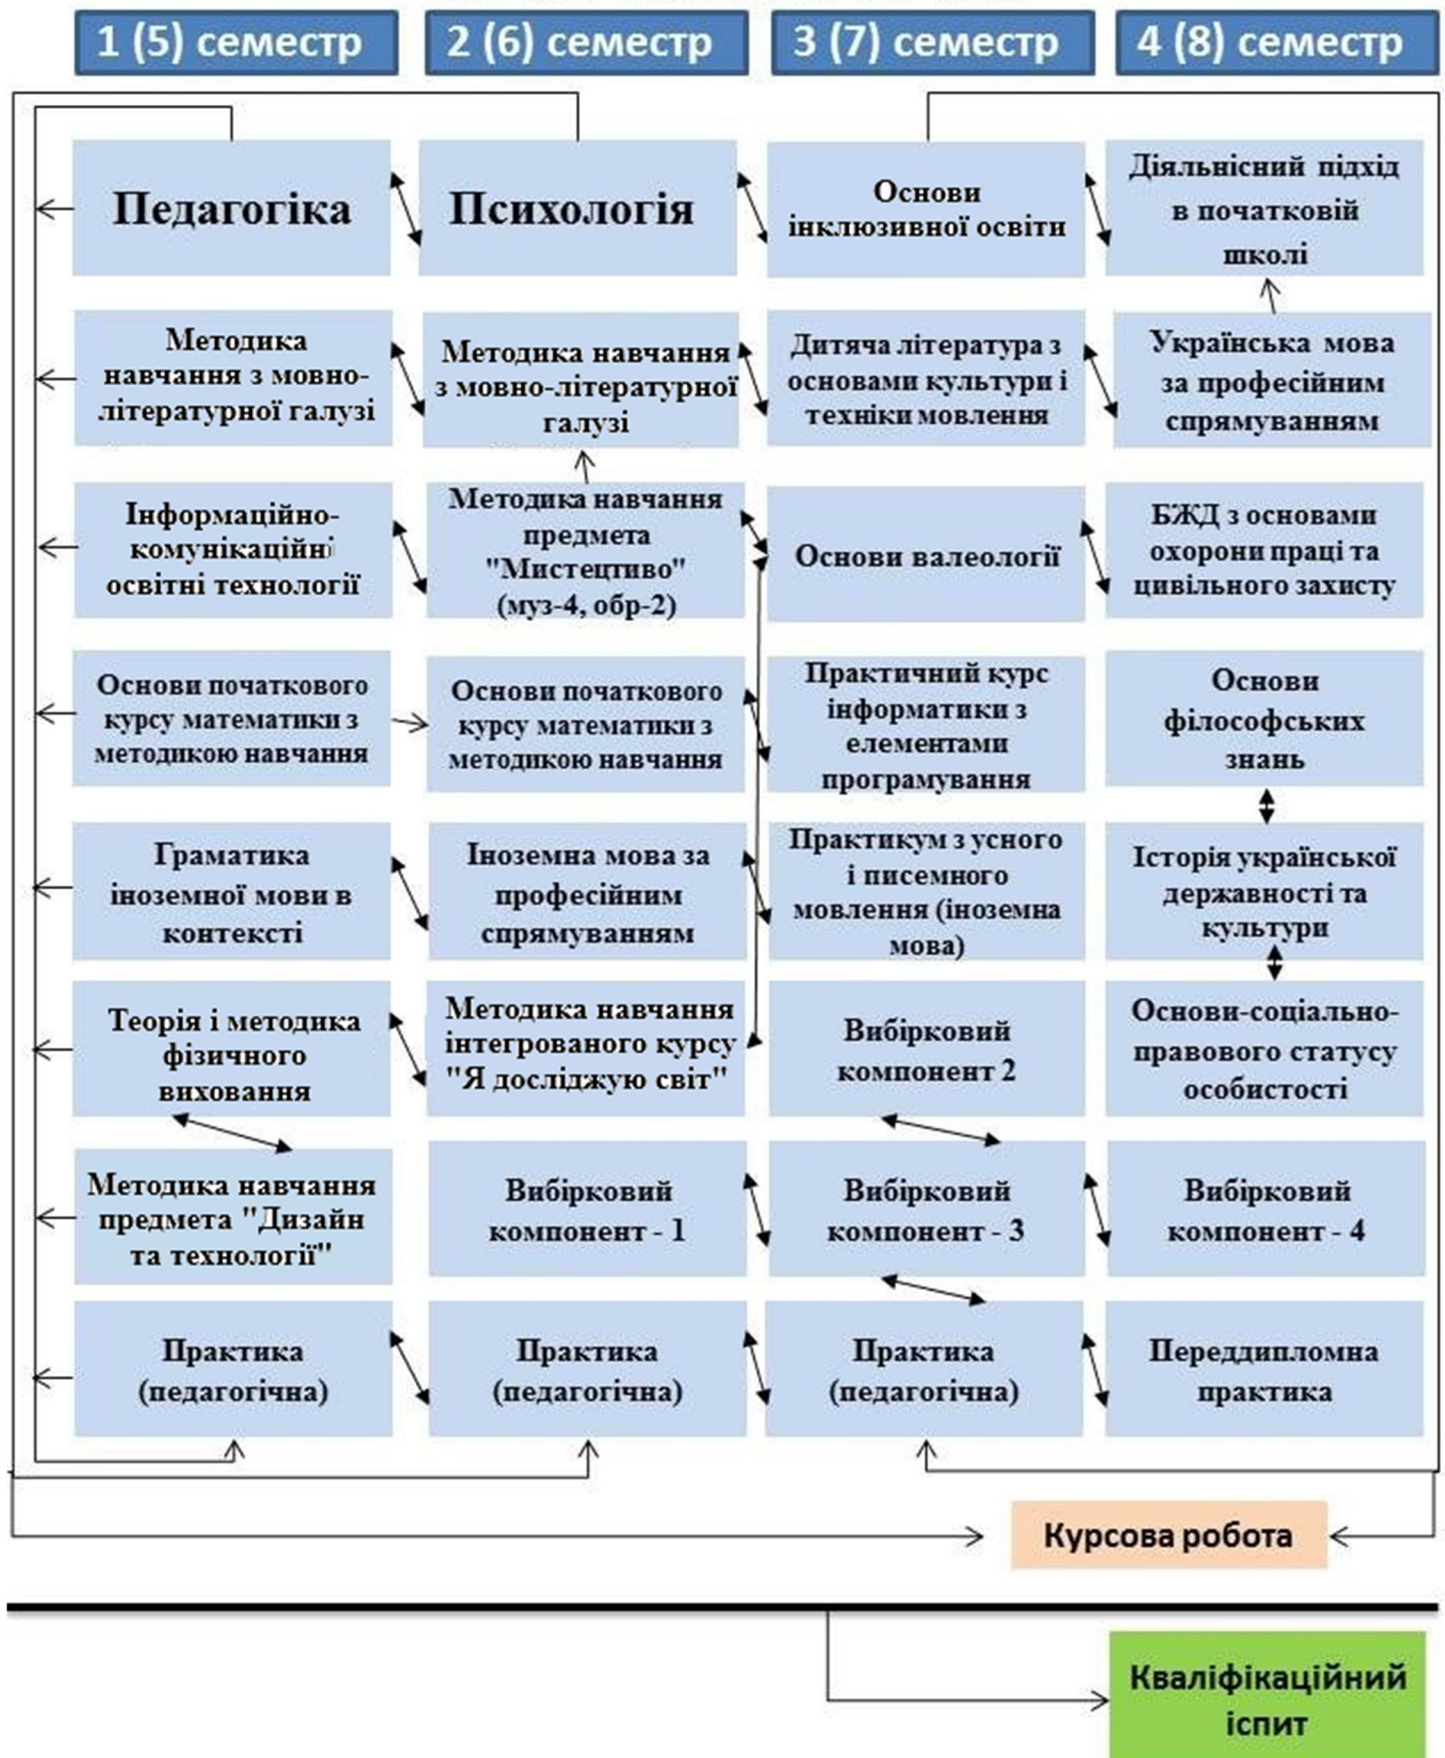 1 (5) семестр
2 (6) семестр
3 (7) семестр
4 (8) семестр
Педагогіка
Психологія
Основи
інклюзивної освіти
Діяльнісний підхід
в початковій
школі
Методика
навчання з мовно-
літературної галузі
Методика навчання
з мовно-літературної
галузі
Дитяча література з
основами культури і
техніки мовлення
Українська мова
за професійним
спрямуванням
Інформаційно-
комунікаційні
освітні технології
Методика навчання
предмета
"Мистецтиво"
(муз-4, обр-2)
Основи валеології
БЖД з основами
охорони праці та
цивільного захисту
Основи початкового
курсу математики з
методикою навчання
Основи початкового
курсу математики з
методикою навчання
Практичний курс
інформатики з
елементами
програмування
Основи
філософських
знань
Граматика
іноземної мови в
контексті
Іноземна мова за
професійним
спрямуванням
Практикум з усного
і писемного
мовлення (іноземна
мова)
Історія української
державності та
культури
Теорія і методика
фізичного
виховання
Методика навчання
інтегрованого курсу
"Я досліджую світ"
Вибірковий
компонент 2
Основи-соціально-
правового статусу
особистості
Методика навчання
предмета "Дизайн
та технології"
Вибірковий
компонент - 1
Вибірковий
компонент - 3
Вибірковий
компонент - 4
Практика
(педагогічна)
Практика
(педагогічна)
Практика
(педагогічна)
Переддипломна
практика
Курсова робота
Кваліфікаційний
іспит